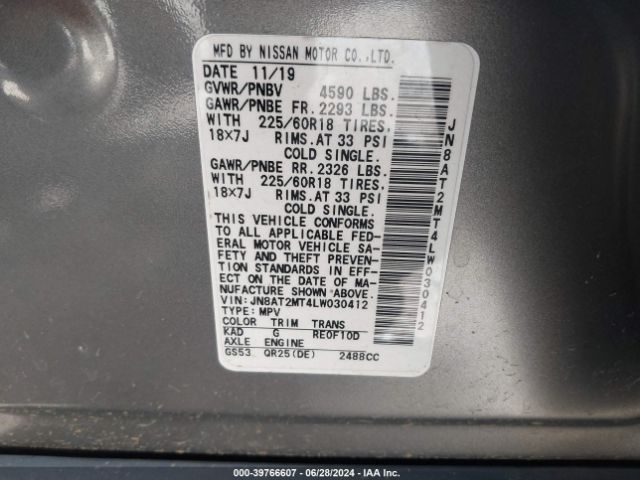 MFD BY NISSAN MOTOR CO.,LTD.
DATE 11/19
GVWR/PNBV 4590 LBS.
GAWR/PNBE FR. 2293 LBS.
WITH 225/60R18 TIRES,
18×7J RIMS.AT 33 PSI
COLD SINGLE.
GAWR/PNBE RR. 2326 LBS.
WITH 225/60R18 TIRES,
18×7J RIMS.AT 33 PSI
COLD SINGLE.
THIS VEHICLE CONFORMS
TO ALL APPLICABLE FED-
ERAL MOTOR VEHICLE SA-
FETY AND THEFT PREVEN-
TION STANDARDS IN EFF-
ECT ON THE DATE OF MA-
NUFACTURE SHOWN ABOVE.
VIN: JN8AT2MT4LW030412
TYPE: MPV
COLOR TRIM TRANS
KAD G RE0F10D
AXLE ENGINE
GS53 QR25(DE) 2488CC
JN8AT2MT4LW030412
000-39766607 / 06/28/2024 / IAA Inc.